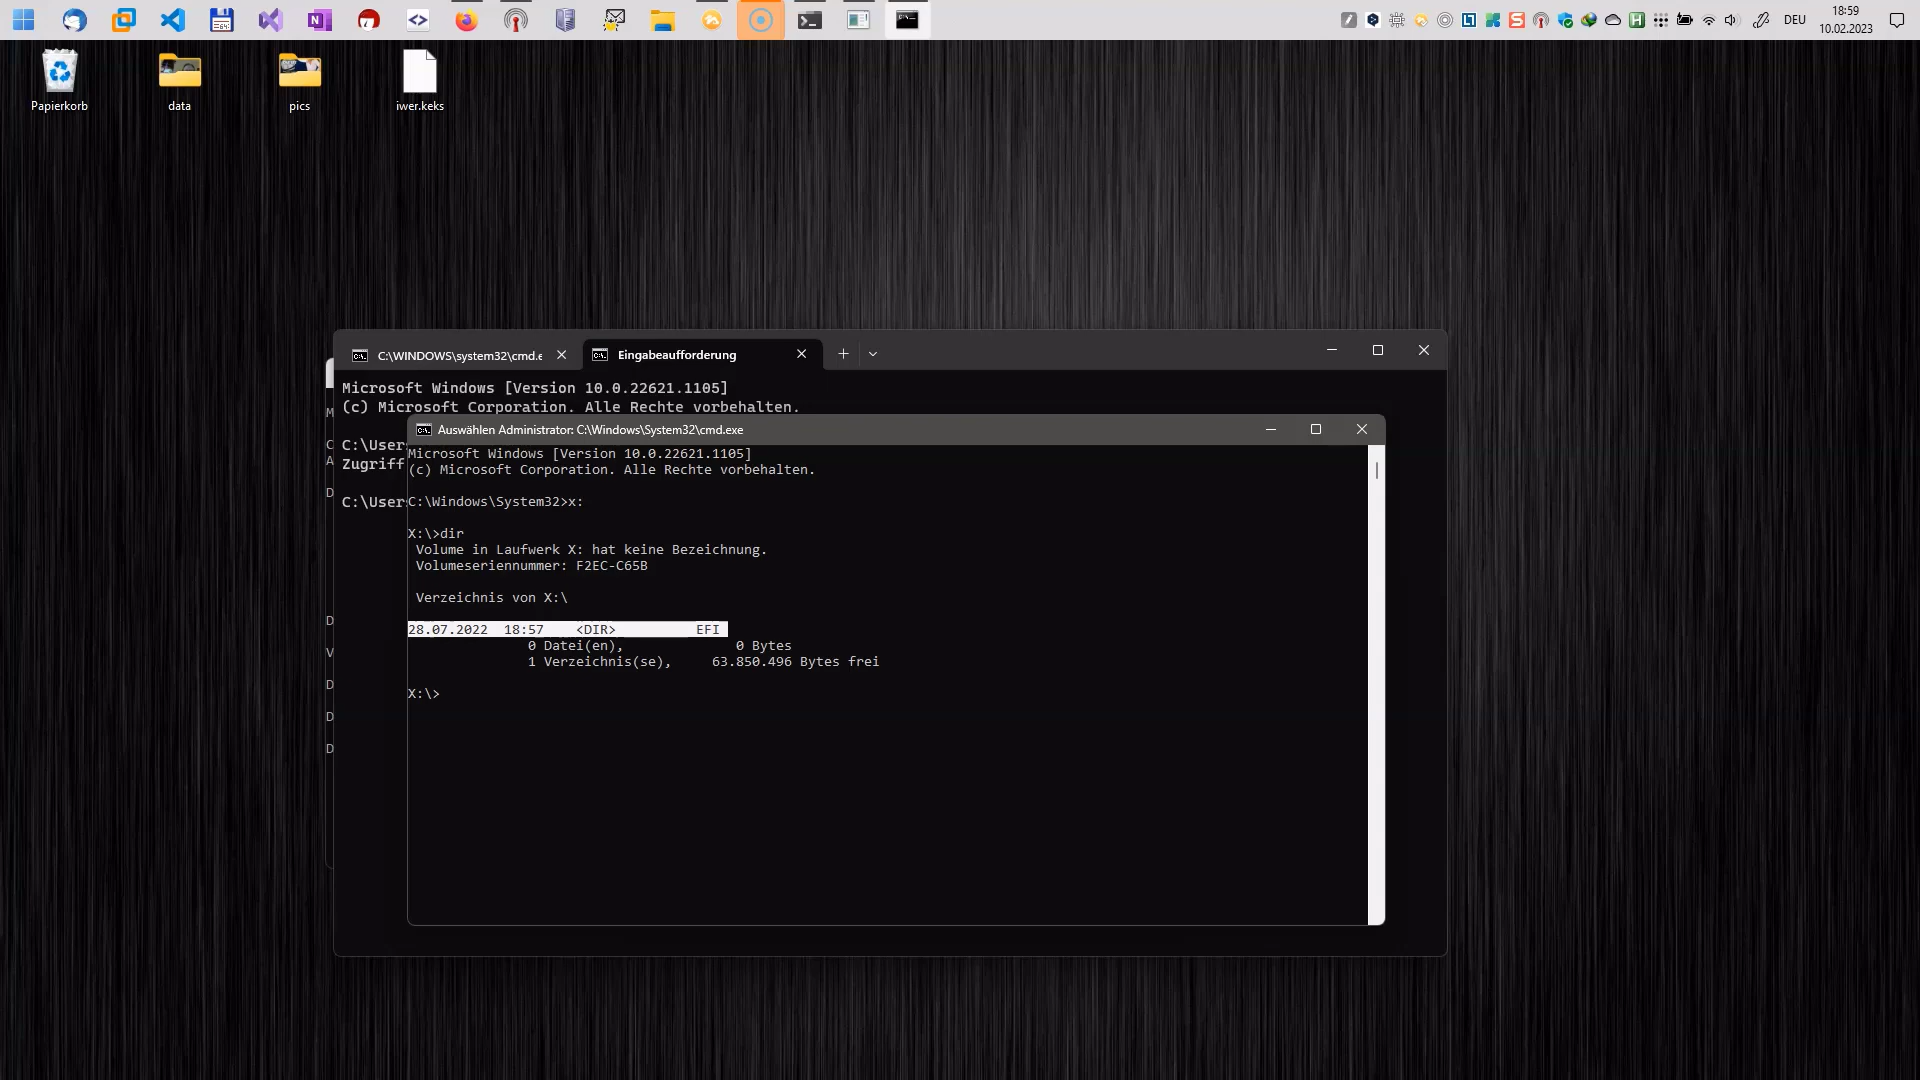 DEU
18:59
10.02.2023
Papierkorb
data
pics
iwer.keks
C:\WINDOWS\system32\cmd.e
Eingabeaufforderung
Microsoft Windows [Version 10.0.22621.1105]
(c) Microsoft Corporation. Alle Rechte vorbehalten.
C:\User
Zugriff
C:\User
Auswählen Administrator: C:\Windows\System32\cmd.exe
Microsoft Windows [Version 10.0.22621.1105]
(c) Microsoft Corporation. Alle Rechte vorbehalten.
C:\Windows\System32>x:
X:\>dir
Volume in Laufwerk X: hat keine Bezeichnung.
Volumeseriennummer: F2EC-C65B
Verzeichnis von X:\
28.07.2022 18:57 <DIR> EFI
0 Datei(en), 0 Bytes
1 Verzeichnis(se), 63.850.496 Bytes frei
X:\>